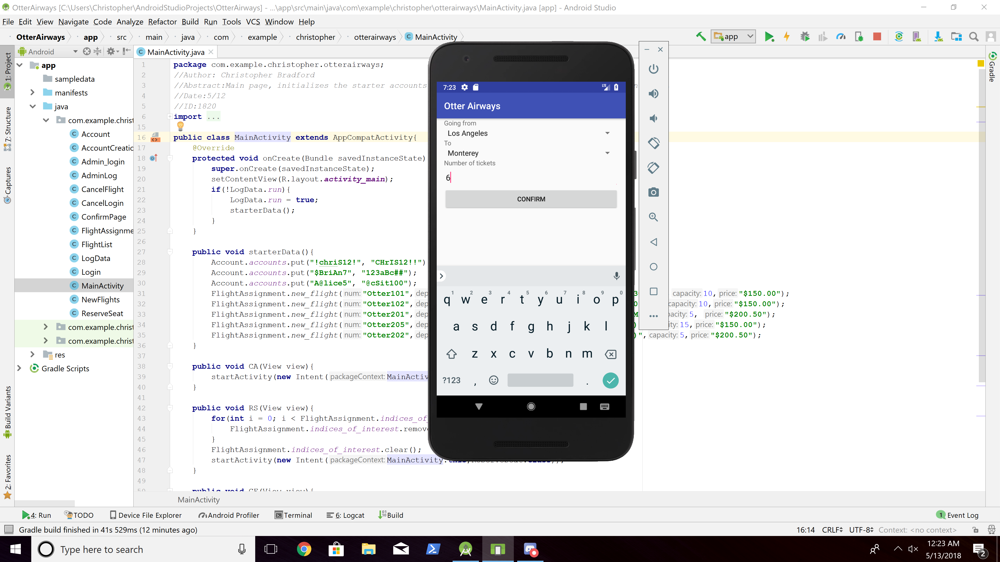 OtterAirways [C:\Users\Christopher\AndroidStudioProjects\OtterAirways] - ...\app\src\main\java\com\example\christopher\otterairways\MainActivity.java [app] - Android Studio
File Edit View Navigate Code Analyze Refactor Build Run Tools VCS Window Help
OtterAirways app src main java com example christopher otterairways MainActivity
app
Android
MainActivity.java
1: Project
Z: Structure
Captures
Build Variants
2: Favorites
Gradle
app
sampledata
manifests
java
com.example.christ
Account
AccountCreatic
Admin_login
AdminLog
CancelFlight
CancelLogin
ConfirmPage
FlightAssignme
FlightList
LogData
Login
MainActivity
NewFlights
ReserveSeat
com.example.christ
com.example.christ
res
Gradle Scripts
1 package com.example.christopher.otterairways;
2 //Author: Christopher Bradford
3 //Abstract:Main page, initializes the starter accounts
4 //Date:5/12
5 //ID:1820
6 import ...
15
16 public class MainActivity extends AppCompatActivity{
17 @Override
18 protected void onCreate(Bundle savedInstanceState)
19 super.onCreate(savedInstanceState);
20 setContentView(R.layout.activity_main);
21 if(!LogData.run){
22 LogData.run = true;
23 starterData();
24 }
25 }
26
27 public void starterData(){
28 Account.accounts.put("!chriS12!", "CHrIS12!!")
29 Account.accounts.put("$BriAn7", "123aBc##");
30 Account.accounts.put("A@lice5", "@cSit100");
31 FlightAssignment.new_flight( num: "Otter101", dep capacity: 10, price: "$150.00");
32 FlightAssignment.new_flight( num: "Otter102", dep capacity: 10, price: "$150.00");
33 FlightAssignment.new_flight( num: "Otter201", dep pacity: 5, price: "$200.50");
34 FlightAssignment.new_flight( num: "Otter205", dep ity: 15, price: "$150.00");
35 FlightAssignment.new_flight( num: "Otter202", dep )", capacity: 5, price: "$200.50");
36 }
37
38 public void CA(View view){
39 startActivity(new Intent( packageContext: MainActiv
40 }
41
42 public void RS(View view){
43 for(int i = 0; i < FlightAssignment.indices_of_
44 FlightAssignment.indices_of_interest.remov
45 }
46 FlightAssignment.indices_of_interest.clear();
47 startActivity(new Intent( packageContext: MainActivity.
48 }
49
MainActivity
7:23 LTE
Otter Airways
Going from
Los Angeles
To
Monterey
Number of tickets
6
CONFIRM
1 2 3 4 5 6 7 8 9 0
q w e r t y u i o p
a s d f g h j k l
z x c v b n m
?123 , .
4: Run TODO Device File Explorer Android Profiler Terminal 6: Logcat Build 1 Event Log
Gradle build finished in 41s 529ms (12 minutes ago) 16:14 CRLF UTF-8 Context: <no context>
Type here to search
12:23 AM
5/13/2018
2